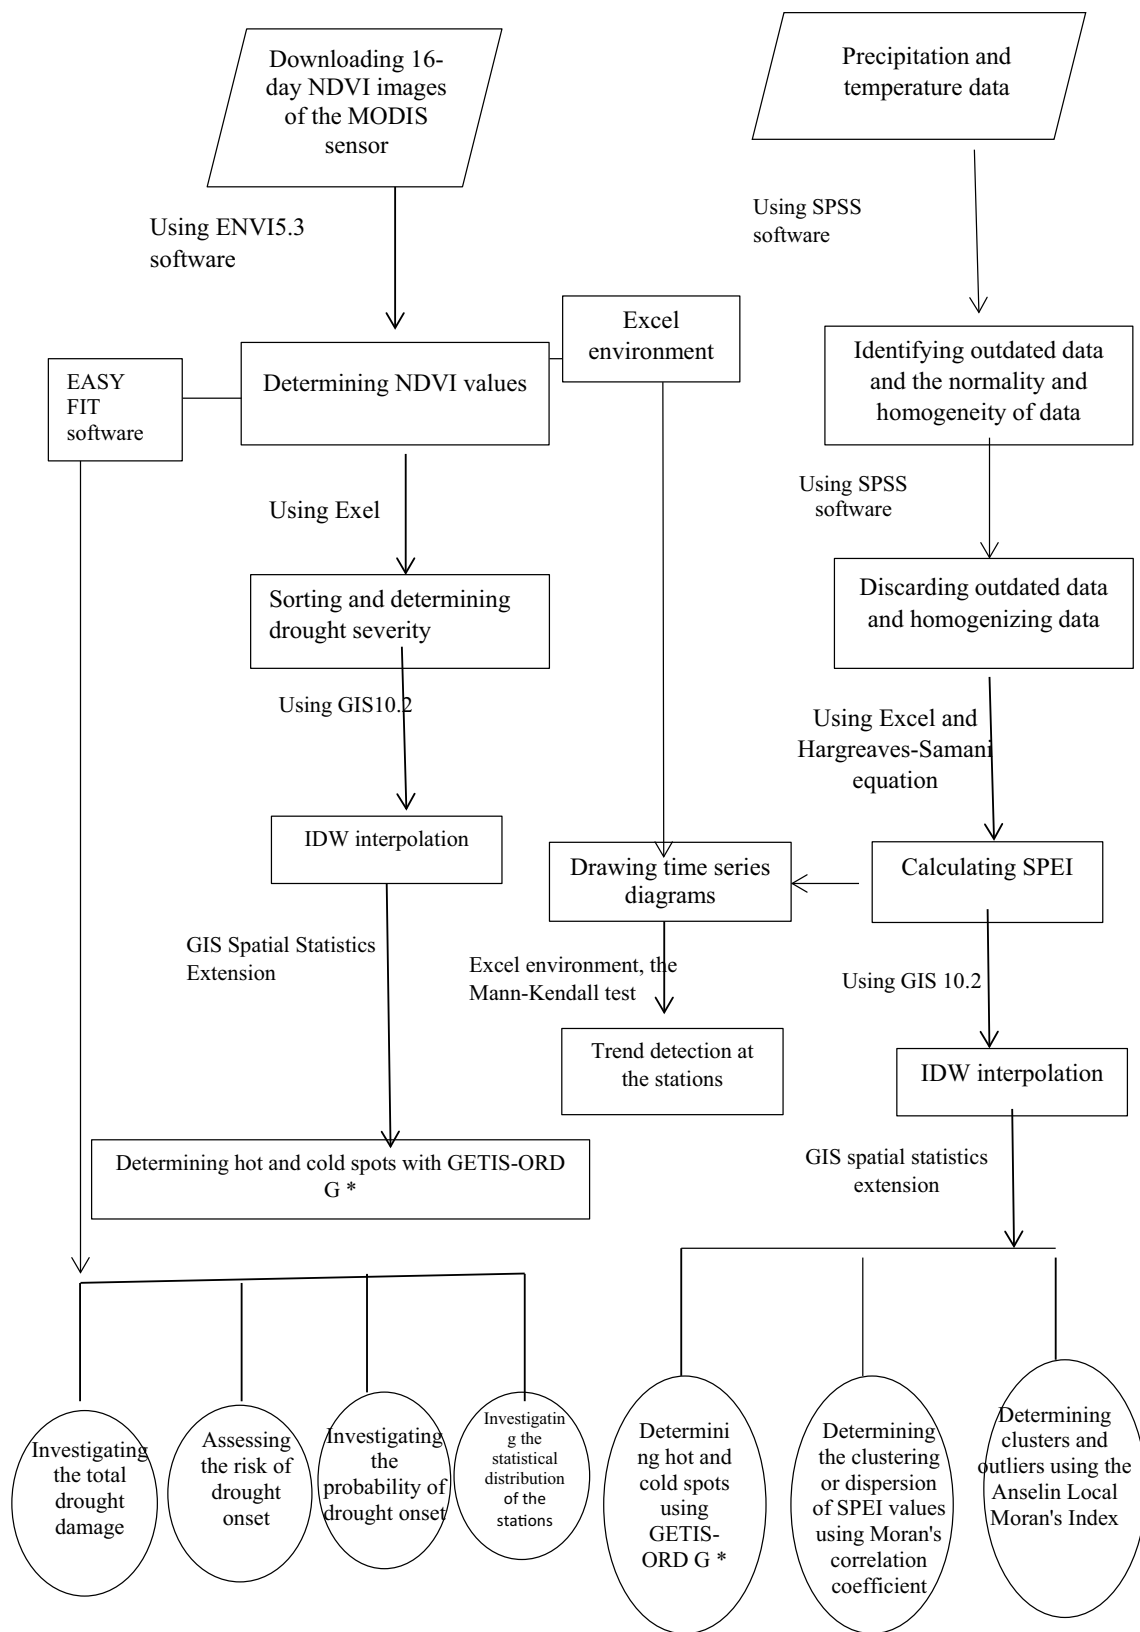 Downloading 16-
day NDVI images
of the MODIS
sensor
Precipitation and
temperature data
Using ENVI5.3
software
Using SPSS
software
Excel
environment
EASY
FIT
software
Determining NDVI values
Identifying outdated data
and the normality and
homogeneity of data
Using Exel
Using SPSS
software
Sorting and determining
drought severity
Discarding outdated data
and homogenizing data
Using GIS10.2
Using Excel and
Hargreaves-Samani
equation
IDW interpolation
Drawing time series
diagrams
Calculating SPEI
GIS Spatial Statistics
Extension
Excel environment, the
Mann-Kendall test
Using GIS 10.2
Trend detection at
the stations
IDW interpolation
Determining hot and cold spots with GETIS-ORD
G *
GIS spatial statistics
extension
Investigating
the total
drought
damage
Assessing
the risk of
drought
onset
Investigating
the
probability of
drought onset
Investigatin
g the
statistical
distribution
of the
stations
Determini
ng hot and
cold spots
using
GETIS-
ORD G *
Determining
the clustering
or dispersion
of SPEI values
using Moran's
correlation
coefficient
Determining
clusters and
outliers using the
Anselin Local
Moran's Index